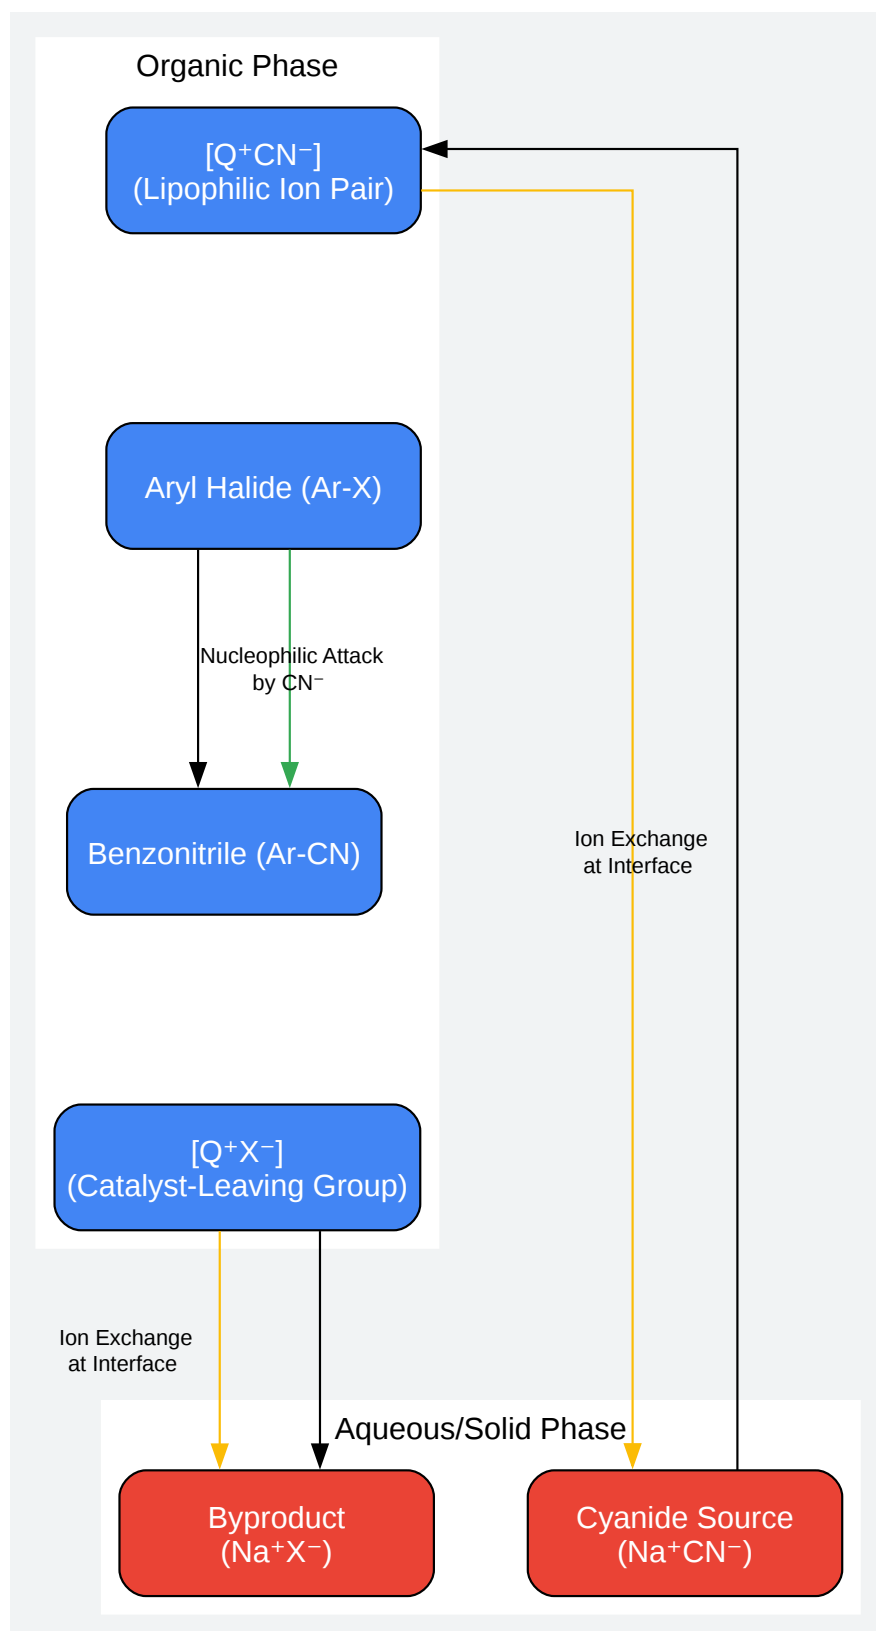 Organic Phase
[Q⁺CN⁻]
(Lipophilic Ion Pair)
Aryl Halide (Ar-X)
Nucleophilic Attack
by CN⁻
Benzonitrile (Ar-CN)
Ion Exchange
at Interface
[Q⁺X⁻]
(Catalyst-Leaving Group)
Ion Exchange
at Interface
Aqueous/Solid Phase
Byproduct
(Na⁺X⁻)
Cyanide Source
(Na⁺CN⁻)